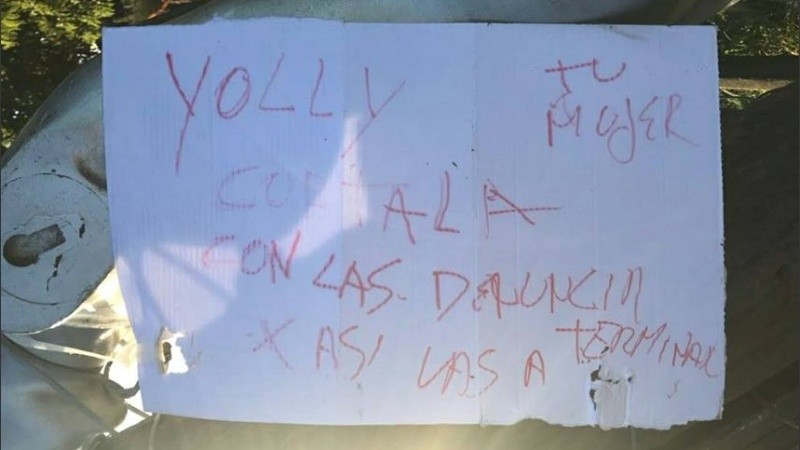 YOLLY
TU
MUJER
CORTALA
CON LAS DENUNCIA
X ASI VAS A TERMINAR